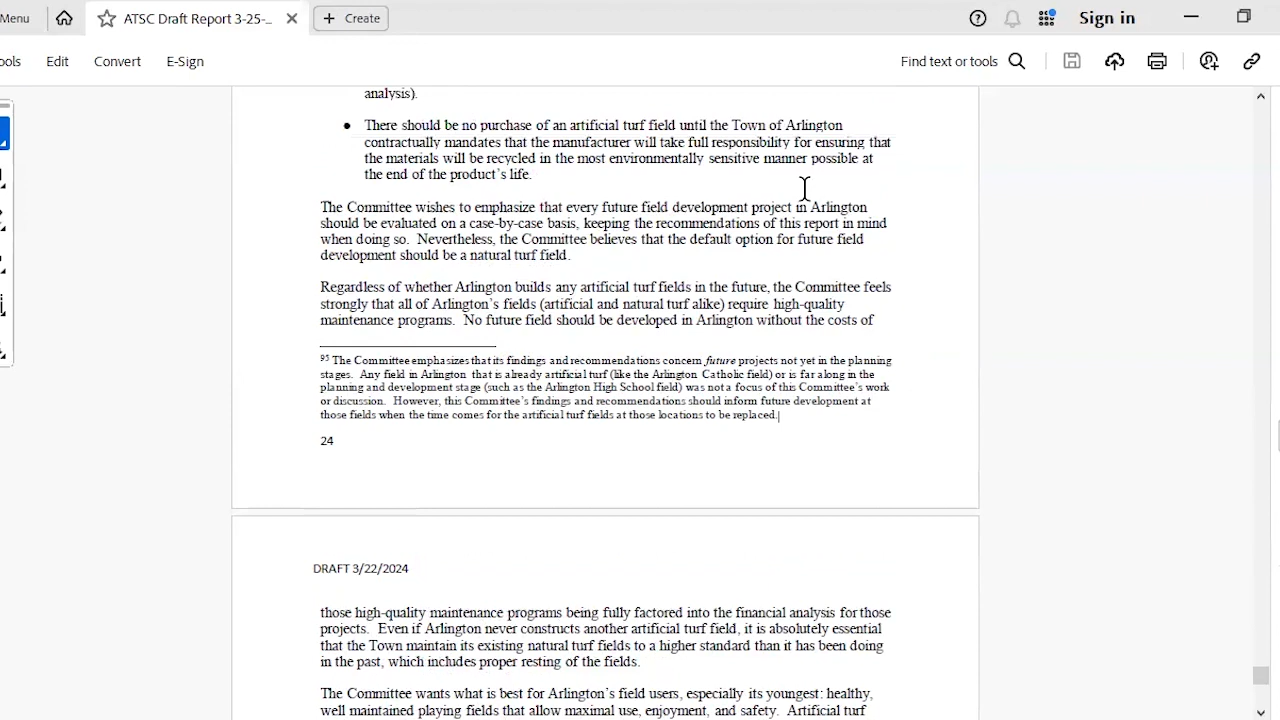 Menu
ATSC Draft Report 3-25-_
Create
Sign in
ools
Edit
Convert
E-Sign
Find text or tools
analysis).
● There should be no purchase of an artificial turf field until the Town of Arlington
contractually mandates that the manufacturer will take full responsibility for ensuring that
the materials will be recycled in the most environmentally sensitive manner possible at
the end of the product's life.
The Committee wishes to emphasize that every future field development project in Arlington
should be evaluated on a case-by-case basis, keeping the recommendations of this report in mind
when doing so.  Nevertheless, the Committee believes that the default option for future field
development should be a natural turf field.
Regardless of whether Arlington builds any artificial turf fields in the future, the Committee feels
strongly that all of Arlington's fields (artificial and natural turf alike) require high-quality
maintenance programs.  No future field should be developed in Arlington without the costs of
95 The Committee emphasizes that its findings and recommendations concern future projects not yet in the planning
stages.  Any field in Arlington that is already artificial turf (like the Arlington Catholic field) or is far along in the
planning and development stage (such as the Arlington High School field) was not a focus of this Committee's work
or discussion.  However, this Committee's findings and recommendations should inform future development at
those fields when the time comes for the artificial turf fields at those locations to be replaced.
24
DRAFT 3/22/2024
those high-quality maintenance programs being fully factored into the financial analysis for those
projects.  Even if Arlington never constructs another artificial turf field, it is absolutely essential
that the Town maintain its existing natural turf fields to a higher standard than it has been doing
in the past, which includes proper resting of the fields.
The Committee wants what is best for Arlington's field users, especially its youngest: healthy,
well maintained playing fields that allow maximal use, enjoyment, and safety.  Artificial turf